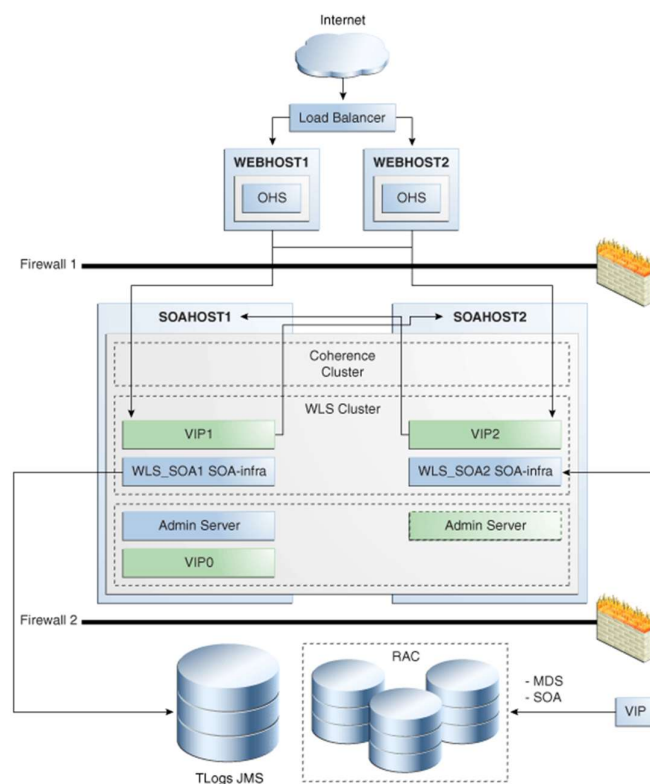 Internet
Load Balancer
WEBHOST1
WEBHOST2
OHS
OHS
Firewall 1
SOAHOST1
SOAHOST2
Coherence
Cluster
WLS Cluster
VIP1
VIP2
WLS_SOA1 SOA-infra
WLS_SOA2 SOA-infra
Admin Server
Admin Server
VIP0
Firewall 2
RAC
- MDS
- SOA
VIP
TLogs JMS